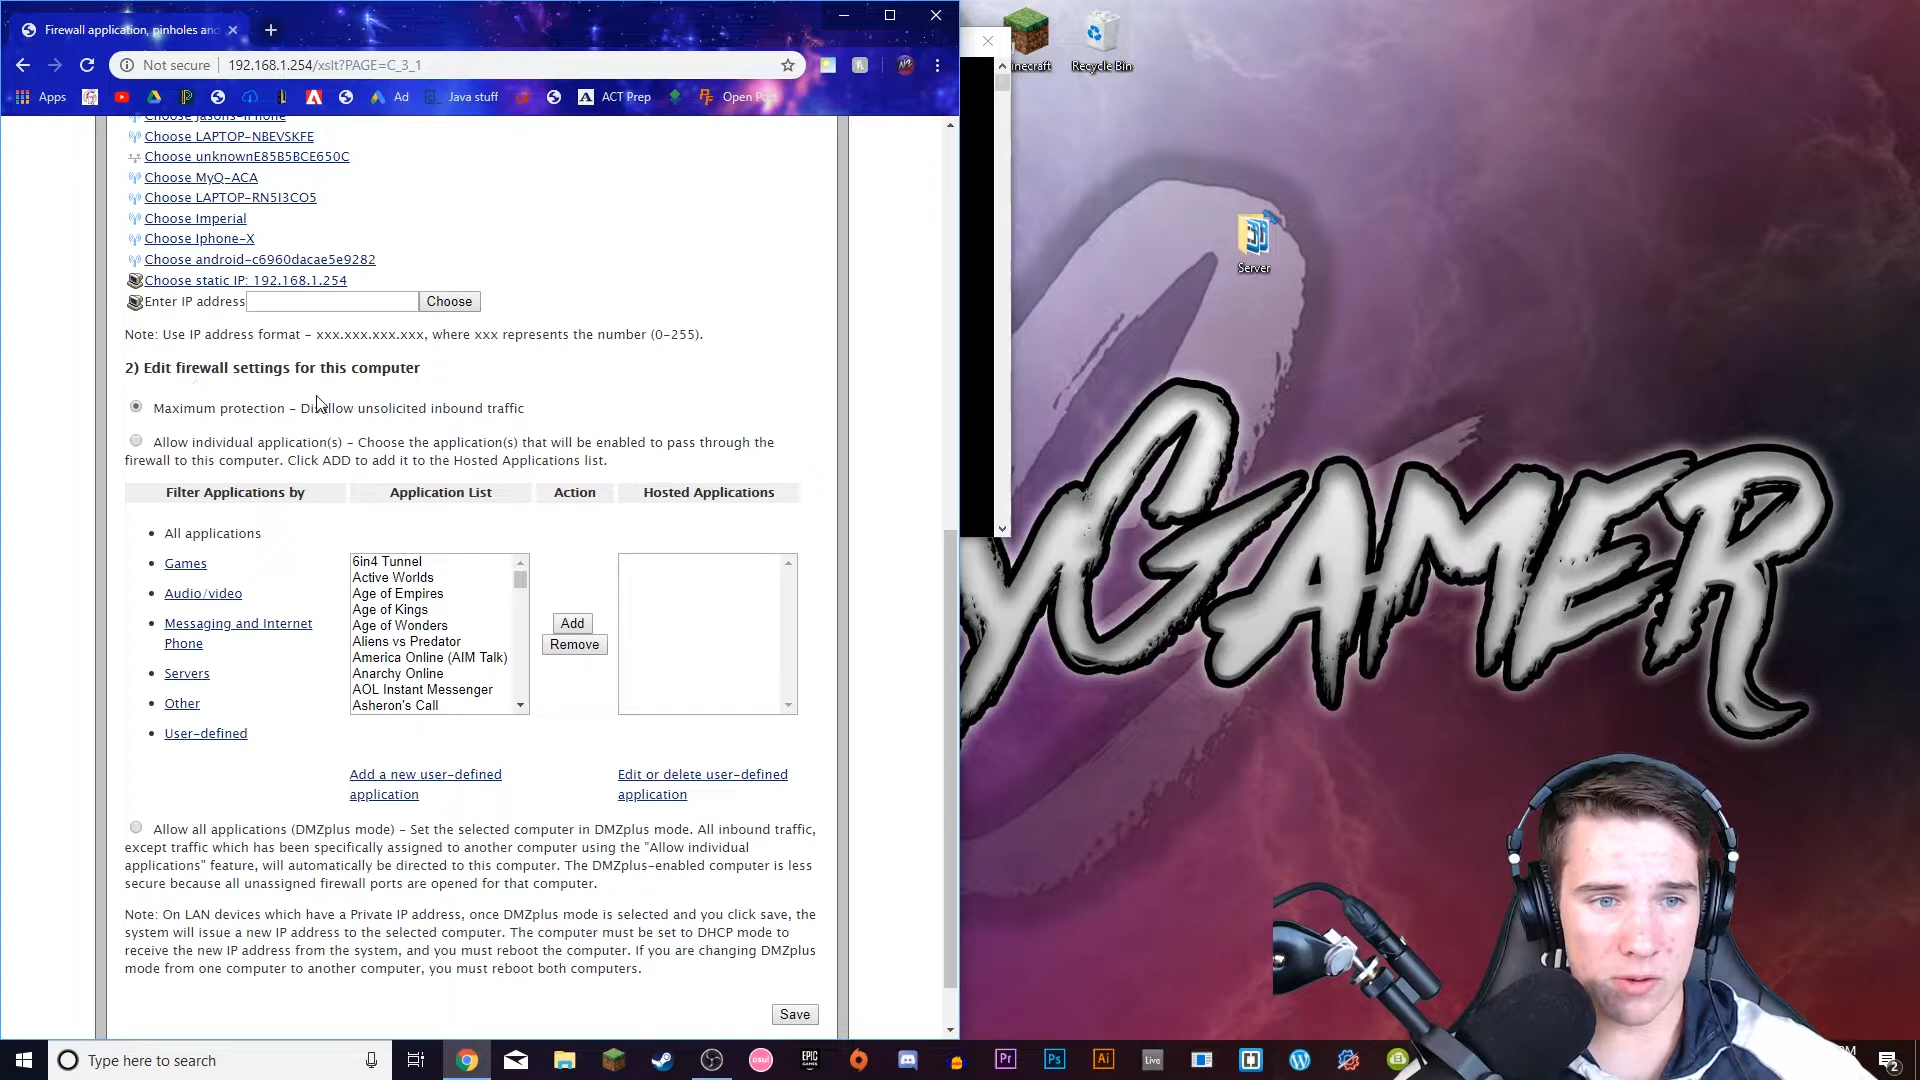 Firewall application, pinholes and
Not secure
192.168.1.254/xslt?PAGE=C_3_1
Apps
Ad
Java stuff
ACT Prep
Recycle Bin
Server
Choose LAPTOP-NBEVSKFE
Choose unknownE85B5BCE650C
Choose MyQ-ACA
Choose LAPTOP-RN5I3CO5
Choose Imperial
Choose Iphone-X
Choose android-c6960dacae5e9282
Choose static IP: 192.168.1.254
Enter IP address
Choose
Note: Use IP address format - xxx.xxx.xxx.xxx, where xxx represents the number (0-255).
2) Edit firewall settings for this computer
Maximum protection - Disallow unsolicited inbound traffic
Allow individual application(s) - Choose the application(s) that will be enabled to pass through the
firewall to this computer. Click ADD to add it to the Hosted Applications list.
Filter Applications by
Application List
Action
Hosted Applications
All applications
Games
Audio/video
Messaging and Internet
Phone
Servers
Other
User-defined
6in4 Tunnel
Active Worlds
Age of Empires
Age of Kings
Age of Wonders
Aliens vs Predator
America Online (AIM Talk)
Anarchy Online
AOL Instant Messenger
Asheron's Call
Add
Remove
Add a new user-defined
application
Edit or delete user-defined
application
Allow all applications (DMZplus mode) - Set the selected computer in DMZplus mode. All inbound traffic,
except traffic which has been specifically assigned to another computer using the "Allow individual
applications" feature, will automatically be directed to this computer. The DMZplus-enabled computer is less
secure because all unassigned firewall ports are opened for that computer.
Note: On LAN devices which have a Private IP address, once DMZplus mode is selected and you click save, the
system will issue a new IP address to the selected computer. The computer must be set to DHCP mode to
receive the new IP address from the system, and you must reboot the computer. If you are changing DMZplus
mode from one computer to another computer, you must reboot both computers.
Save
yGAMER
Type here to search
osu!
EPIC
GAMES
Pr
Ps
Ai
Live
2